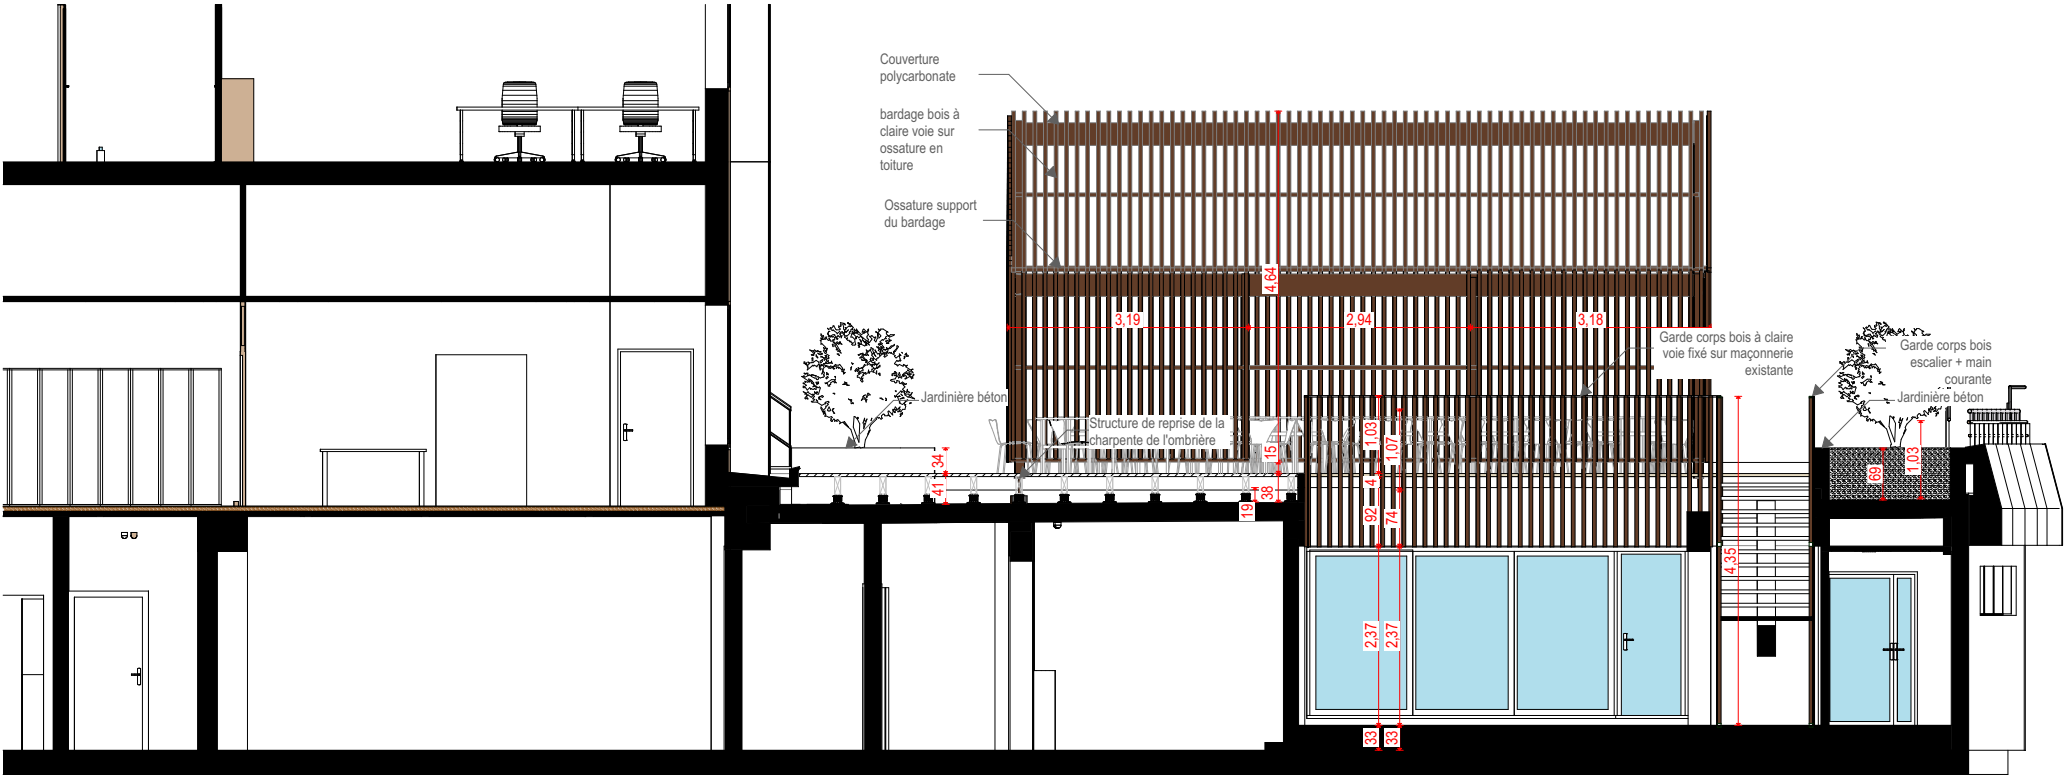 Couverture
polycarbonate
bardage bois à
claire voie sur
ossature en
toiture
Ossature support
du bardage
4,64
3,19
2,94
3,18
Garde corps bois à claire
voie fixé sur maçonnerie
existante
Garde corps bois
escalier + main
courante
Jardinière béton
Jardinière béton
Structure de reprise de la
charpente de l'ombrière
34
41
15
38
19
1,03
1,07
4
92
74
69
1,03
4,35
2,37
2,37
33
33